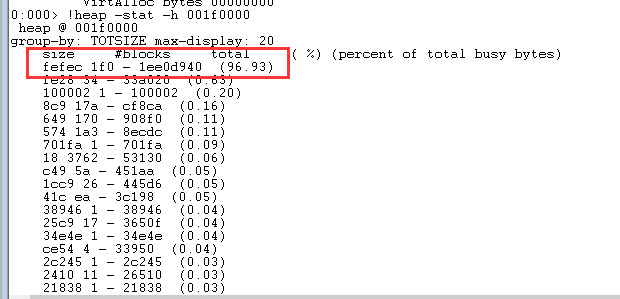 VirtAlloc bytes 00000000
0:000> !heap -stat -h 001f0000
heap @ 001f0000
group-by: TOTSIZE max-display: 20
size #blocks total ( %) (percent of total busy bytes)
fefec 1f0 - 1ee0d940 (96.93)
fe28 34 - 33a020 (0.63)
100002 1 - 100002 (0.20)
8c9 17a - cf8ca (0.16)
649 170 - 908f0 (0.11)
574 1a3 - 8ecdc (0.11)
701fa 1 - 701fa (0.09)
18 3762 - 53130 (0.06)
c49 5a - 451aa (0.05)
1cc9 26 - 445d6 (0.05)
41c ea - 3c198 (0.05)
38946 1 - 38946 (0.04)
25c9 17 - 3650f (0.04)
34e4e 1 - 34e4e (0.04)
ce54 4 - 33950 (0.04)
2c245 1 - 2c245 (0.03)
2410 11 - 26510 (0.03)
21838 1 - 21838 (0.03)